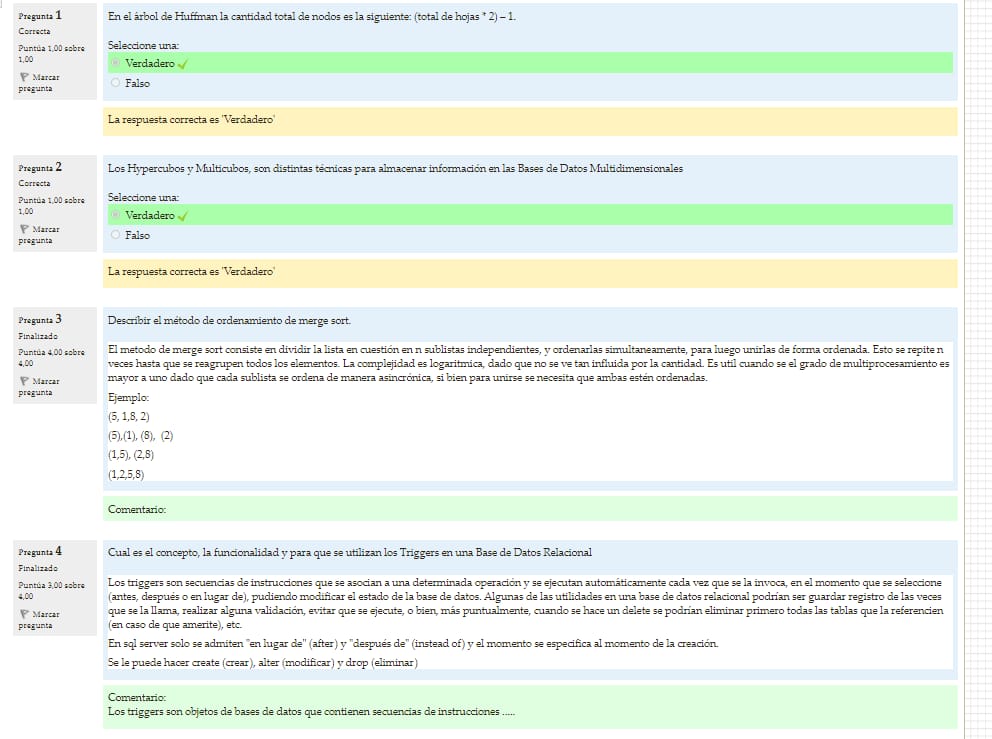 Pregunta 1
Correcta
Puntúa 1,00 sobre
1,00
Marcar
pregunta
En el árbol de Huffman la cantidad total de nodos es la siguiente: (total de hojas * 2) – 1.
Seleccione una:
Verdadero
Falso
La respuesta correcta es 'Verdadero'
Pregunta 2
Correcta
Puntúa 1,00 sobre
1,00
Marcar
pregunta
Los Hypercubos y Multicubos, son distintas técnicas para almacenar información en las Bases de Datos Multidimensionales
Seleccione una:
Verdadero
Falso
La respuesta correcta es 'Verdadero'
Pregunta 3
Finalizado
Puntúa 4,00 sobre
4,00
Marcar
pregunta
Describir el método de ordenamiento de merge sort.
El metodo de merge sort consiste en dividir la lista en cuestión en n sublistas independientes, y ordenarlas simultaneamente, para luego unirlas de forma ordenada. Esto se repite n
veces hasta que se reagrupen todos los elementos. La complejidad es logaritmica, dado que no se ve tan influida por la cantidad. Es util cuando se el grado de multiprocesamiento es
mayor a uno dado que cada sublista se ordena de manera asincrónica, si bien para unirse se necesita que ambas estén ordenadas.
Ejemplo:
(5, 1,8, 2)
(5),(1), (8), (2)
(1,5), (2,8)
(1,2,5,8)
Comentario:
Pregunta 4
Finalizado
Puntúa 3,00 sobre
4,00
Marcar
pregunta
Cual es el concepto, la funcionalidad y para que se utilizan los Triggers en una Base de Datos Relacional
Los triggers son secuencias de instrucciones que se asocian a una determinada operación y se ejecutan automáticamente cada vez que se la invoca, en el momento que se seleccione
(antes, después o en lugar de), pudiendo modificar el estado de la base de datos. Algunas de las utilidades en una base de datos relacional podrían ser guardar registro de las veces
que se la llama, realizar alguna validación, evitar que se ejecute, o bien, más puntualmente, cuando se hace un delete se podrían eliminar primero todas las tablas que la referencien
(en caso de que amerite), etc.
En sql server solo se admiten "en lugar de" (after) y "después de" (instead of) y el momento se especifica al momento de la creación.
Se le puede hacer create (crear), alter (modificar) y drop (eliminar)
Comentario:
Los triggers son objetos de bases de datos que contienen secuencias de instrucciones .....